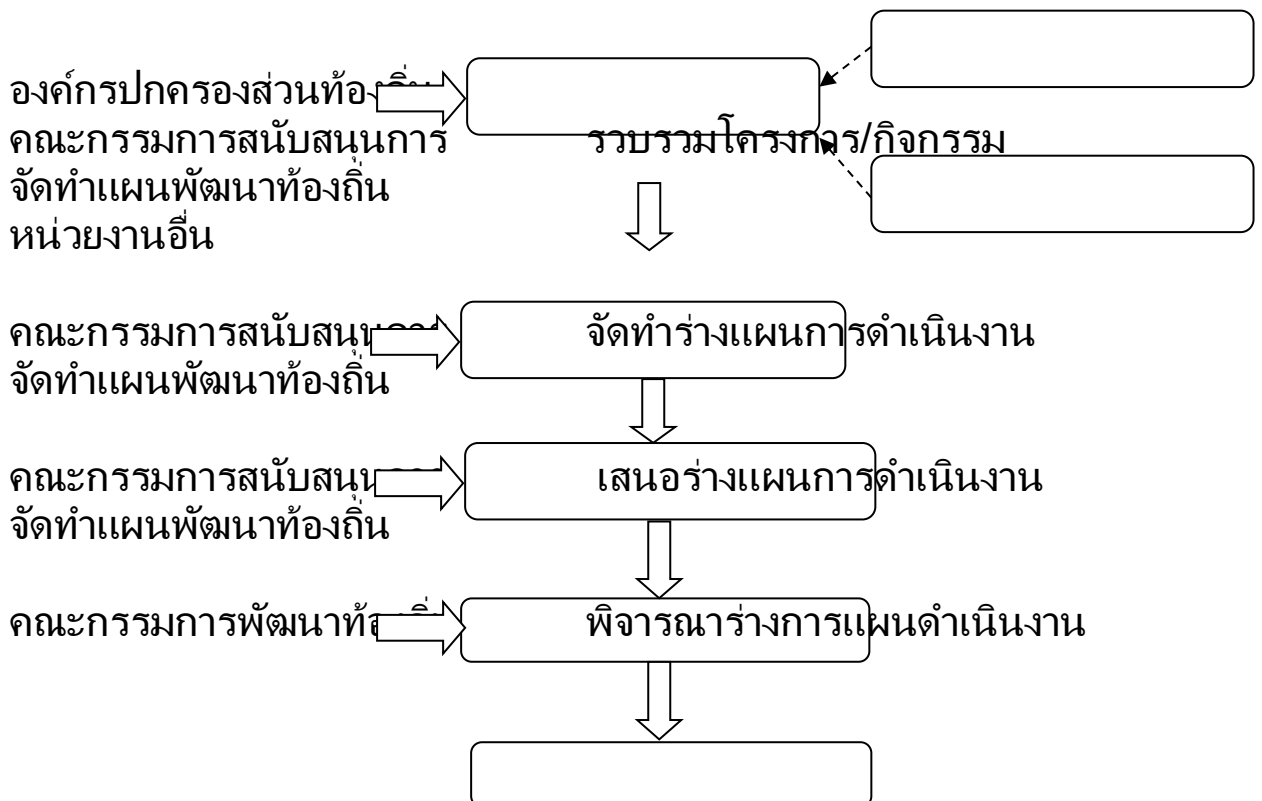 องค์กรปกครองส่วนท้องถิ่น
คณะกรรมการสนับสนุนการ รวบรวมโครงการ/กิจกรรม
จัดทำแผนพัฒนาท้องถิ่น
หน่วยงานอื่น
คณะกรรมการสนับสนุนการ จัดทำร่างแผนการดำเนินงาน
จัดทำแผนพัฒนาท้องถิ่น
คณะกรรมการสนับสนุนการ เสนอร่างแผนการดำเนินงาน
จัดทำแผนพัฒนาท้องถิ่น
คณะกรรมการพัฒนาท้องถิ่น พิจารณาร่างการแผนดำเนินงาน